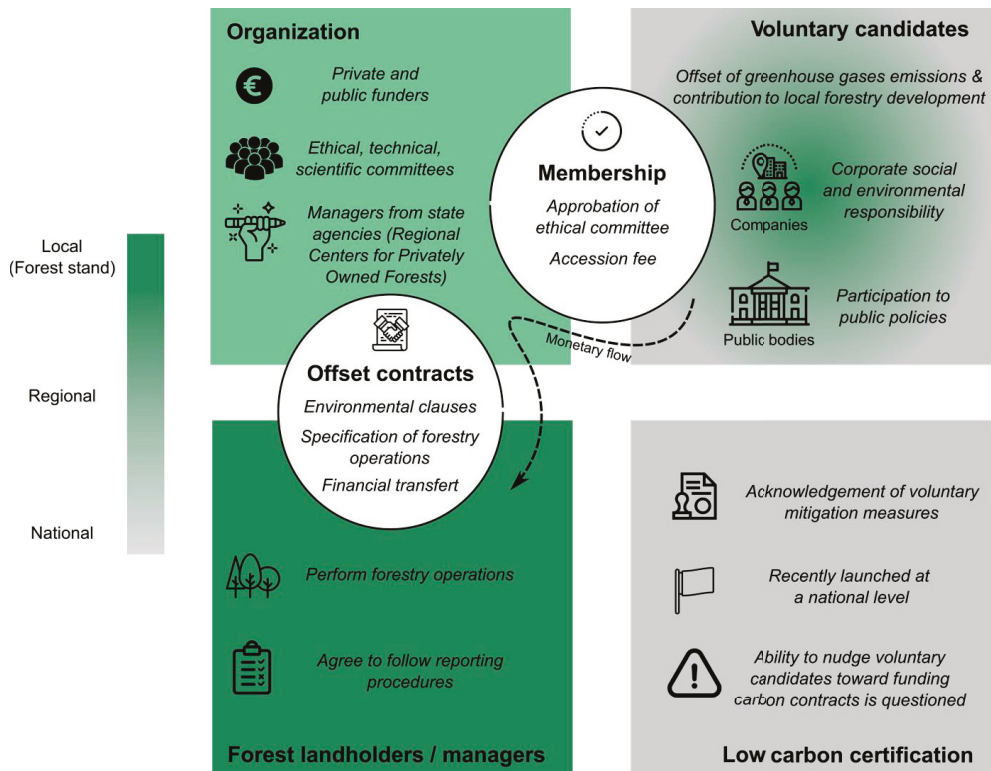 Organization
Private and
public funders
Ethical, technical,
scientific committees
Managers from state
agencies (Regional
Centers for Privately
Owned Forests)
Voluntary candidates
Offset of greenhouse gases emissions &
contribution to local forestry development
Corporate social
and environmental
responsibility
Companies
Participation to
public policies
Public bodies
Membership
Approbation of
ethical committee
Accession fee
Monetary flow
Local
(Forest stand)
Regional
National
Offset contracts
Environmental clauses
Specification of forestry
operations
Financial transfert
Perform forestry operations
Agree to follow reporting
procedures
Forest landholders / managers
Acknowledgement of voluntary
mitigation measures
Recently launched at
a national level
Ability to nudge voluntary
candidates toward funding
carbon contracts is questioned
Low carbon certification